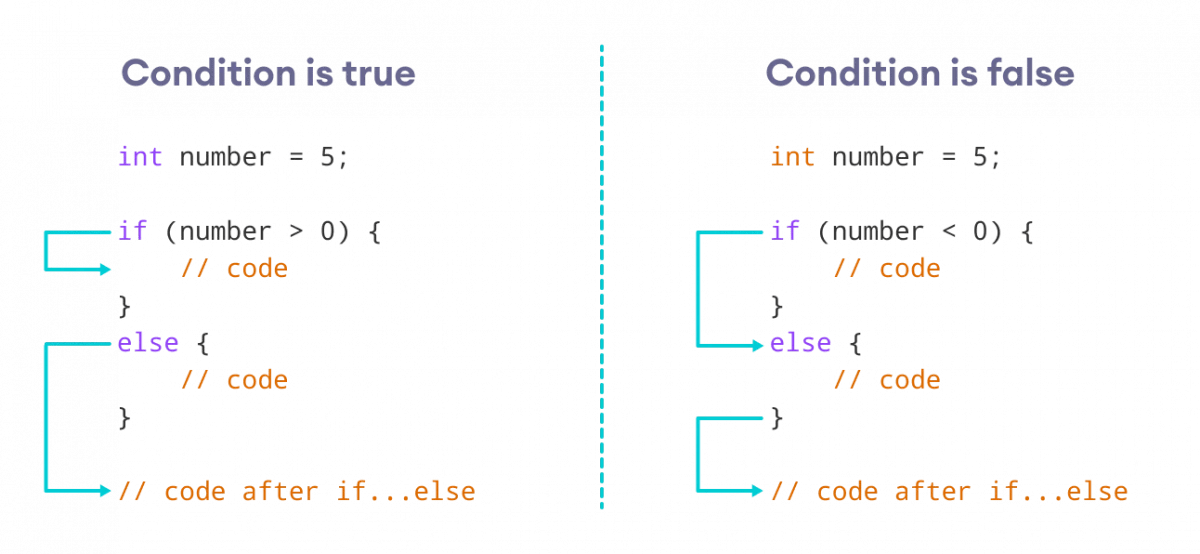 Condition is true
int number = 5;
if (number > 0) {
    // code
}
else {
    // code
}
// code after if...else
Condition is false
int number = 5;
if (number < 0) {
    // code
}
else {
    // code
}
// code after if...else